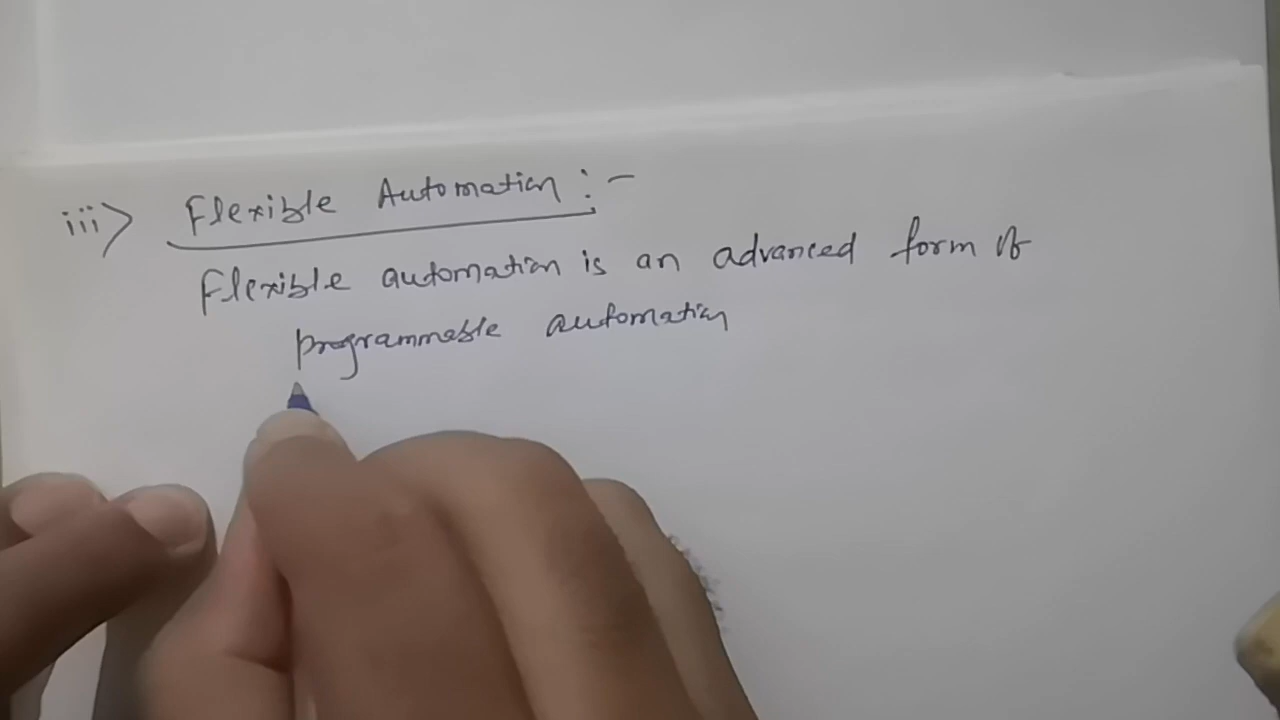 iii> Flexible Automation :-
Flexible automation is an advanced form of
programmable automation